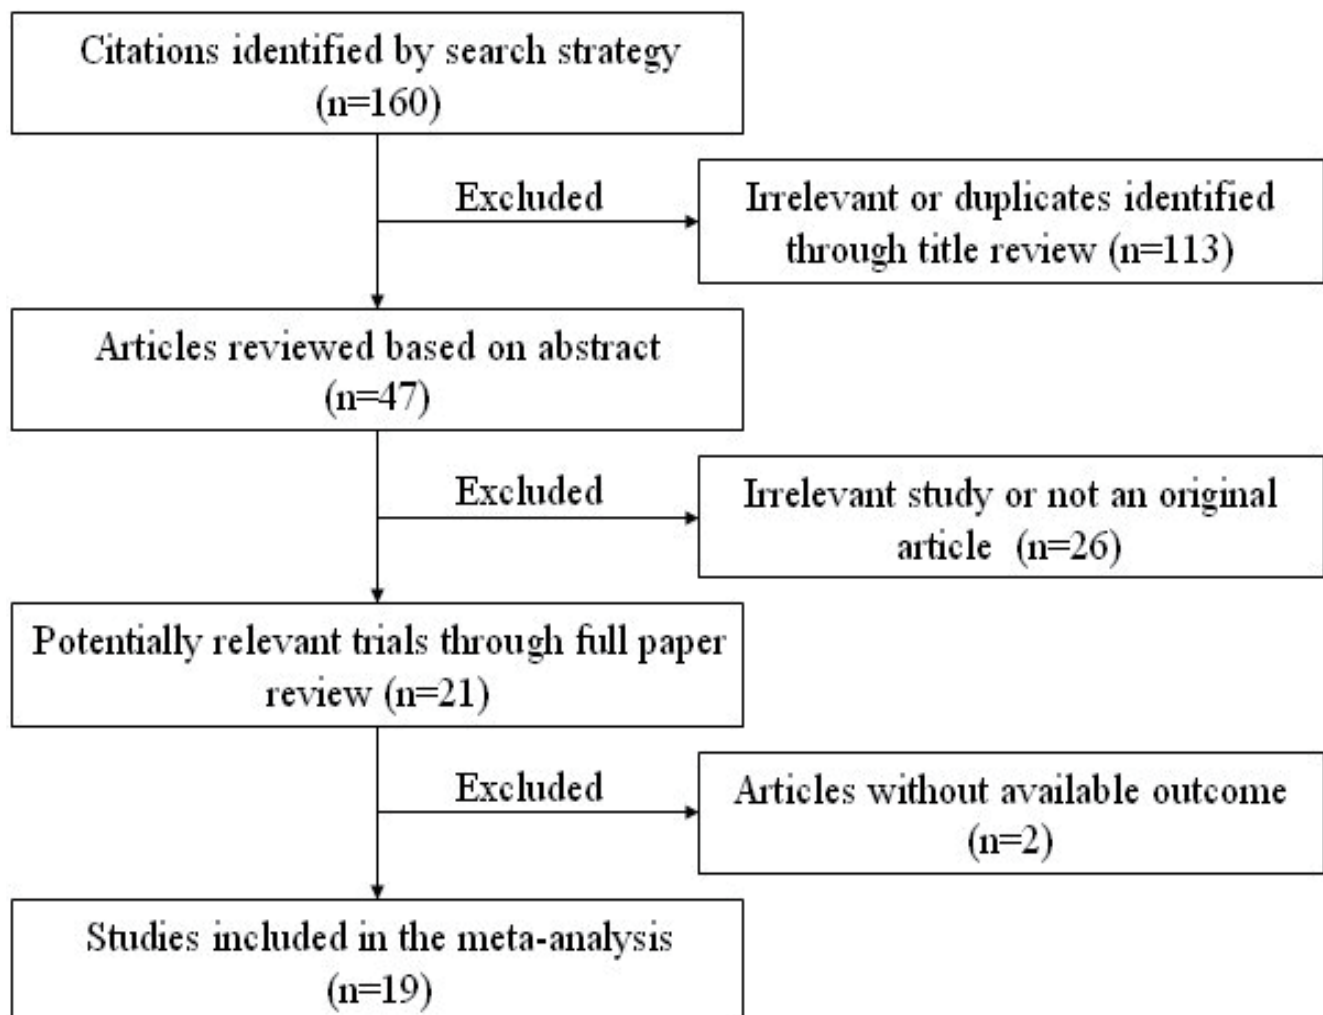 Citations identified by search strategy
(n=160)
Excluded
Irrelevant or duplicates identified
through title review (n=113)
Articles reviewed based on abstract
(n=47)
Excluded
Irrelevant study or not an original
article (n=26)
Potentially relevant trials through full paper
review (n=21)
Excluded
Articles without available outcome
(n=2)
Studies included in the meta-analysis
(n=19)